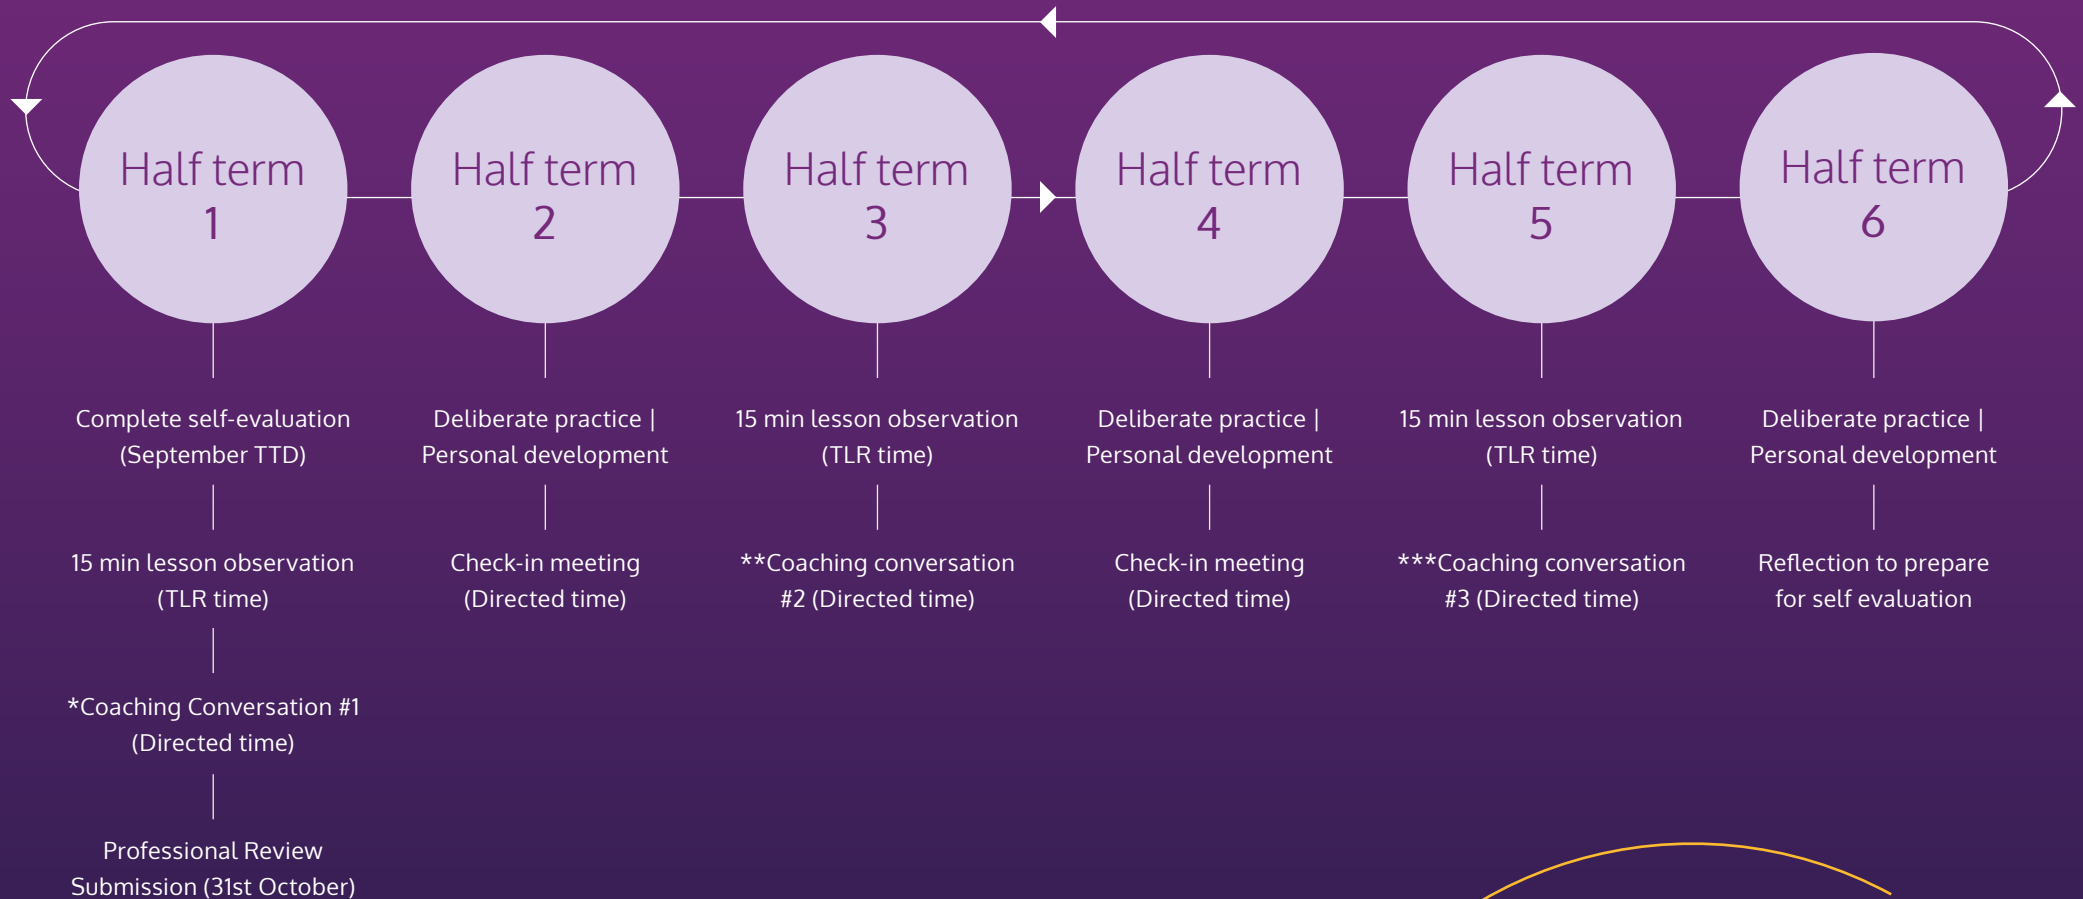 Half term
1
Complete self-evaluation
(September TTD)
15 min lesson observation
(TLR time)
*Coaching Conversation #1
(Directed time)
Professional Review
Submission (31st October)
Half term
2
Deliberate practice |
Personal development
Check-in meeting
(Directed time)
Half term
3
15 min lesson observation
(TLR time)
**Coaching conversation
#2 (Directed time)
Half term
4
Deliberate practice |
Personal development
Check-in meeting
(Directed time)
Half term
5
15 min lesson observation
(TLR time)
***Coaching conversation
#3 (Directed time)
Half term
6
Deliberate practice |
Personal development
Reflection to prepare
for self evaluation